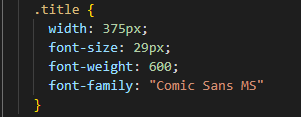 .title {
width: 375px;
font-size: 29px;
font-weight: 600;
font-family: "Comic Sans MS"
}